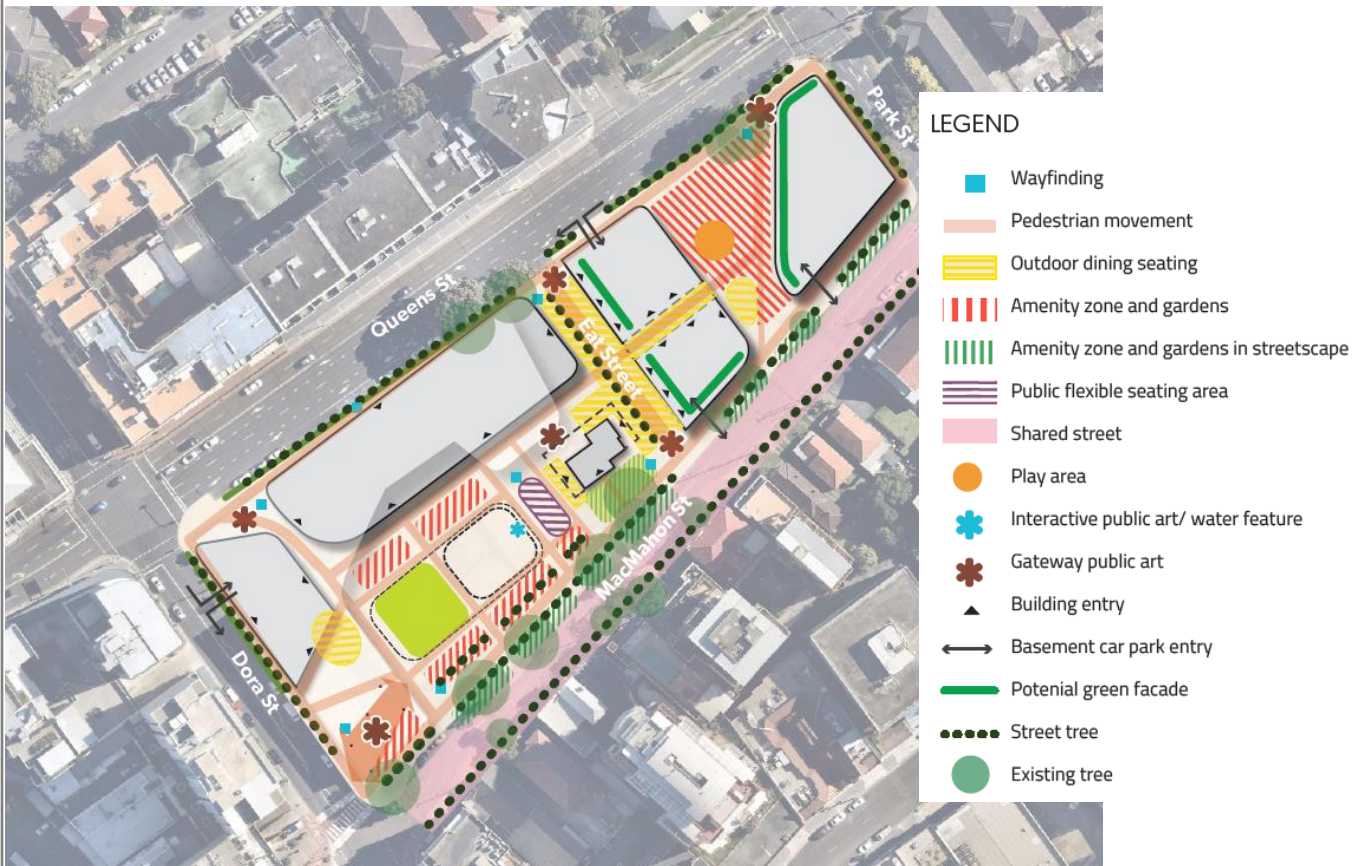 Park St
LEGEND
Wayfinding
Pedestrian movement
Outdoor dining seating
Amenity zone and gardens
Amenity zone and gardens in streetscape
Public flexible seating area
Shared street
Play area
Interactive public art/ water feature
Gateway public art
Building entry
Basement car park entry
Potenial green facade
Street tree
Existing tree
Queens St
Eat Street
MacMahon St
Dora St